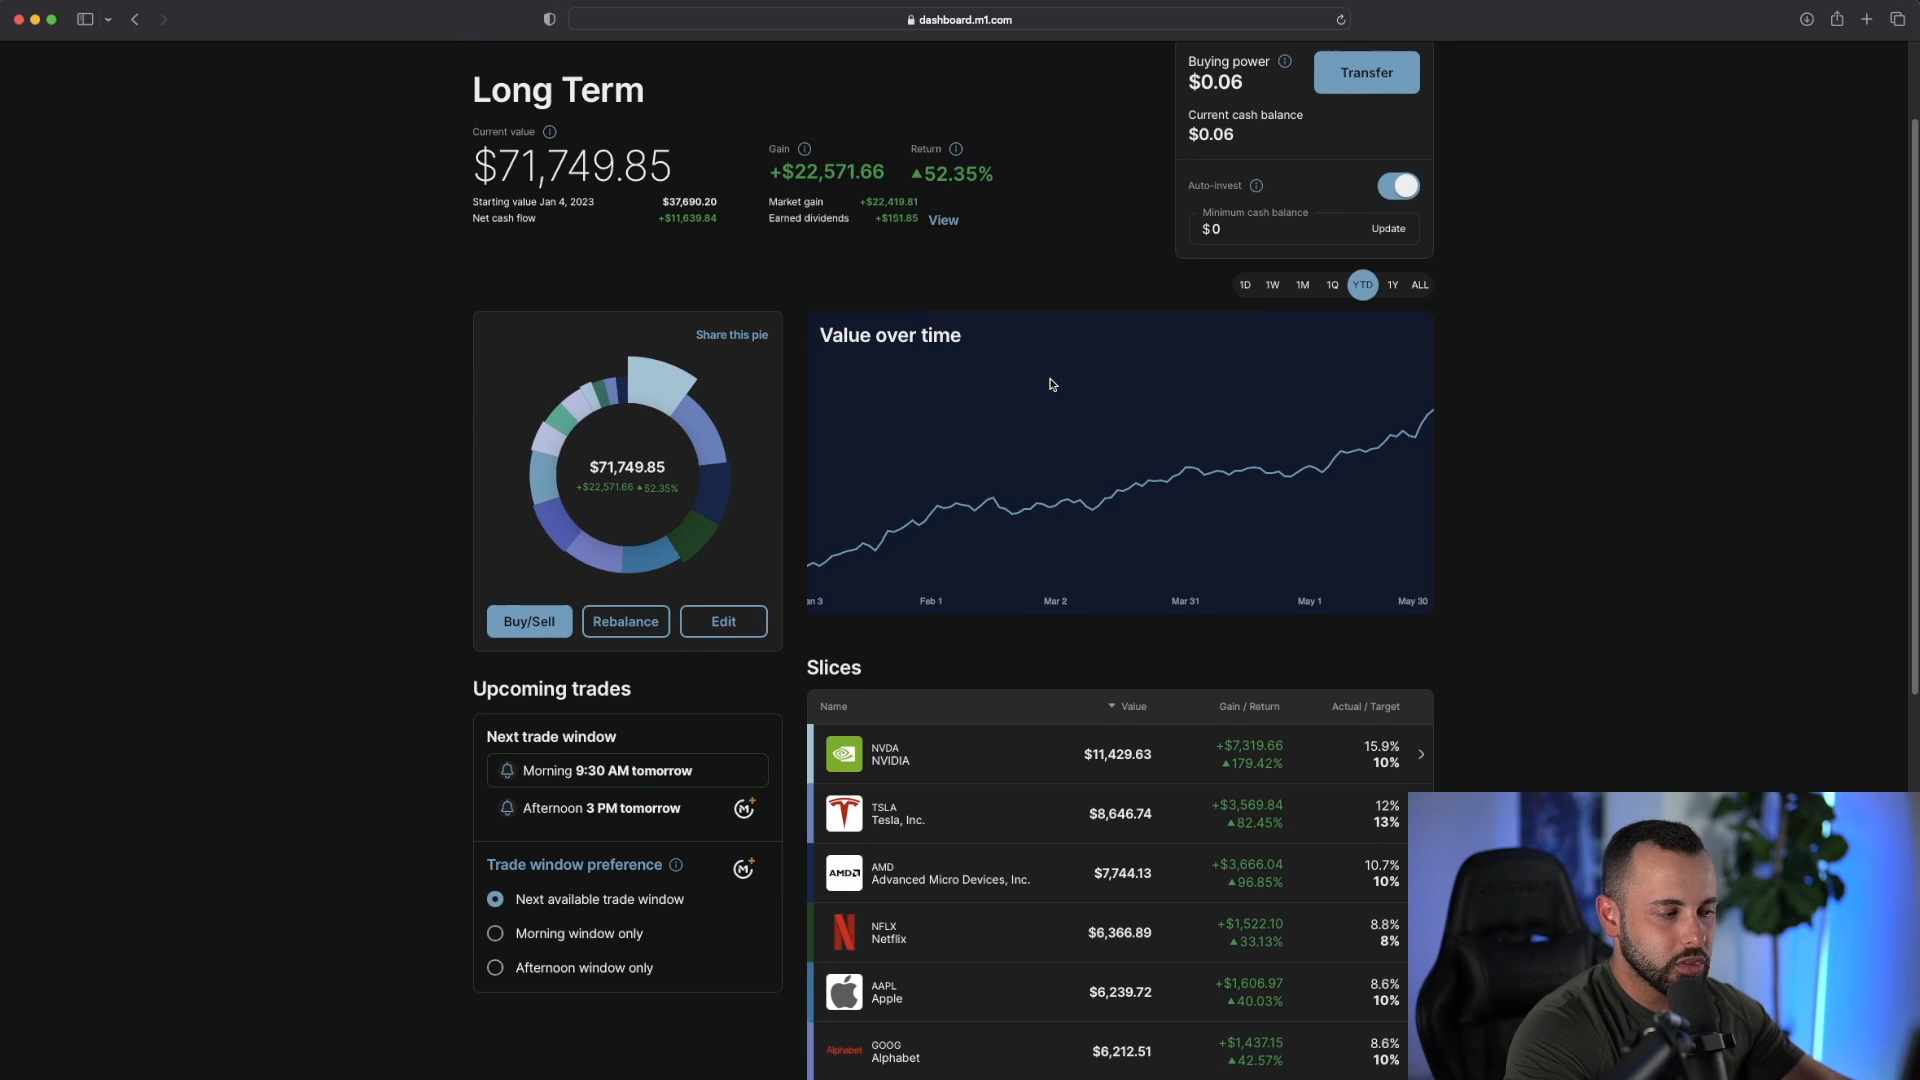 dashboard.m1.com
Long Term
Current value
$71,749.85
Starting value Jan 4, 2023 $37,690.20
Net cash flow +$11,639.84
Gain
+$22,571.66
Return
▲52.35%
Market gain +$22,419.81
Earned dividends +$151.85 View
Buying power
$0.06
Transfer
Current cash balance
$0.06
Auto-invest
Minimum cash balance
$0 Update
1D 1W 1M 1Q YTD 1Y ALL
Share this pie
$71,749.85
+$22,571.66 ▲52.35%
Buy/Sell Rebalance Edit
Value over time
an 3 Feb 1 Mar 2 Mar 31 May 1 May 30
Upcoming trades
Next trade window
Morning 9:30 AM tomorrow
Afternoon 3 PM tomorrow
Trade window preference
Next available trade window
Morning window only
Afternoon window only
Slices
Name Value Gain / Return Actual / Target
NVDA
NVIDIA
$11,429.63
+$7,319.66
▲179.42%
15.9%
10%
TSLA
Tesla, Inc.
$8,646.74
+$3,569.84
▲82.45%
12%
13%
AMD
AMD
Advanced Micro Devices, Inc.
$7,744.13
+$3,666.04
▲96.85%
10.7%
10%
NFLX
Netflix
$6,366.89
+$1,522.10
▲33.13%
8.8%
8%
AAPL
Apple
$6,239.72
+$1,606.97
▲40.03%
8.6%
10%
Alphabet
GOOG
Alphabet
$6,212.51
+$1,437.15
▲42.57%
8.6%
10%